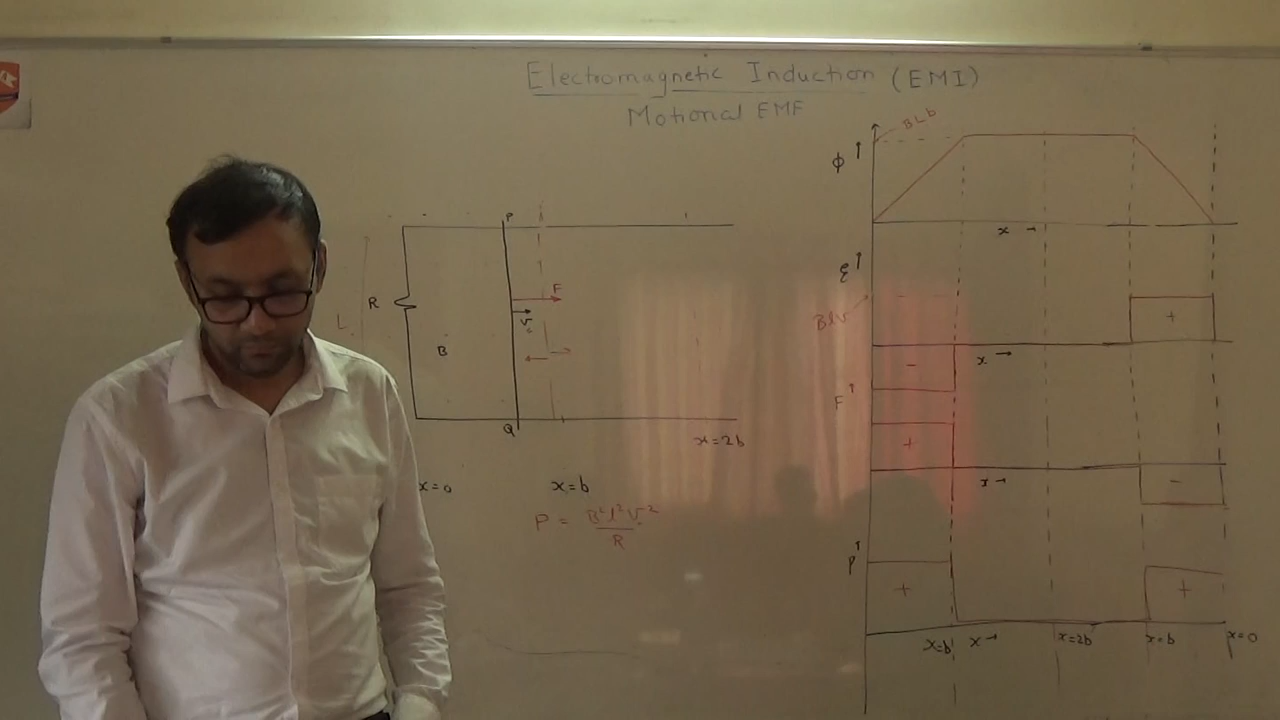 Electromagnetic Induction (EMI)
Motional EMF
P
R
F
v
L
B
Q
x=2b
x=0
x=b
P = B²l²v²
R
BLb
ϕ ↑
x →
ε ↑
Blv
+
x →
-
F ↑
+
x →
-
P ↑
+
+
x=b
x →
x=2b
x=b
x=0